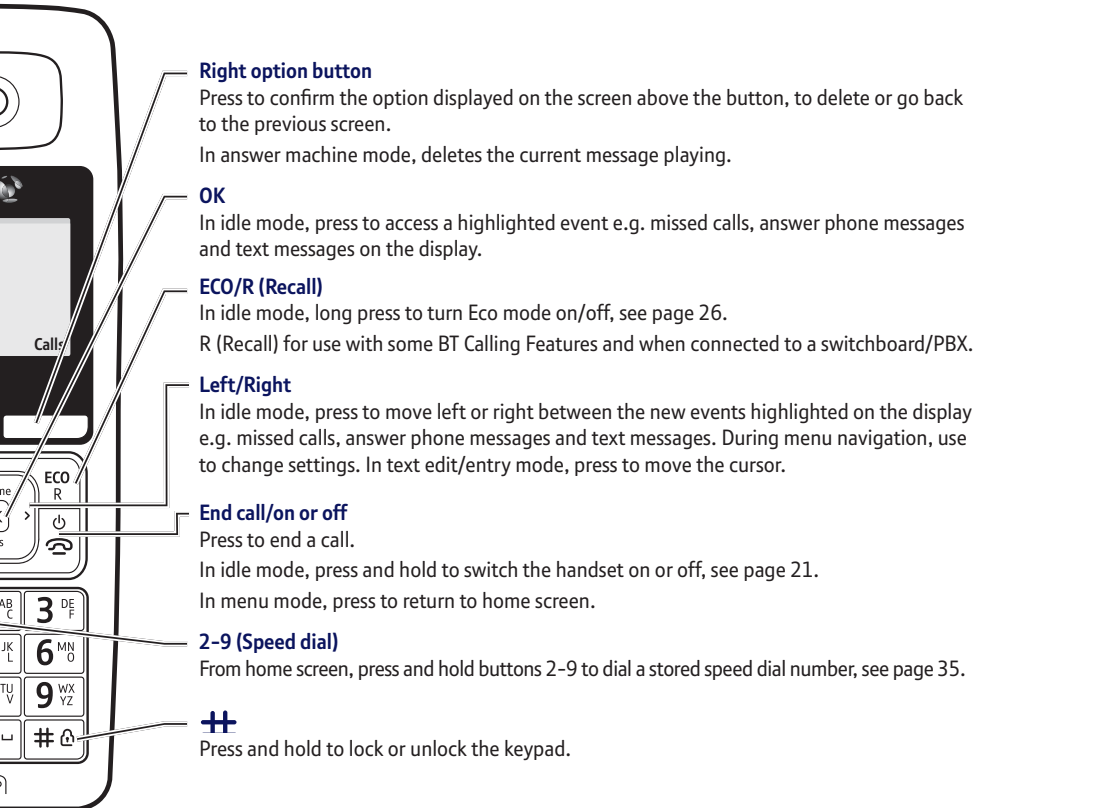 Right option button
Press to confirm the option displayed on the screen above the button, to delete or go back
to the previous screen.
In answer machine mode, deletes the current message playing.
OK
In idle mode, press to access a highlighted event e.g. missed calls, answer phone messages
and text messages on the display.
ECO/R (Recall)
In idle mode, long press to turn Eco mode on/off, see page 26.
R (Recall) for use with some BT Calling Features and when connected to a switchboard/PBX.
Calls
Left/Right
In idle mode, press to move left or right between the new events highlighted on the display
e.g. missed calls, answer phone messages and text messages. During menu navigation, use
to change settings. In text edit/entry mode, press to move the cursor.
ECO
R
End call/on or off
Press to end a call.
In idle mode, press and hold to switch the handset on or off, see page 21.
In menu mode, press to return to home screen.
AB
C
3 DE
F
2–9 (Speed dial)
From home screen, press and hold buttons 2–9 to dial a stored speed dial number, see page 35.
JK
L
6 MN
O
TU
V
9 WX
YZ
#
#
Press and hold to lock or unlock the keypad.